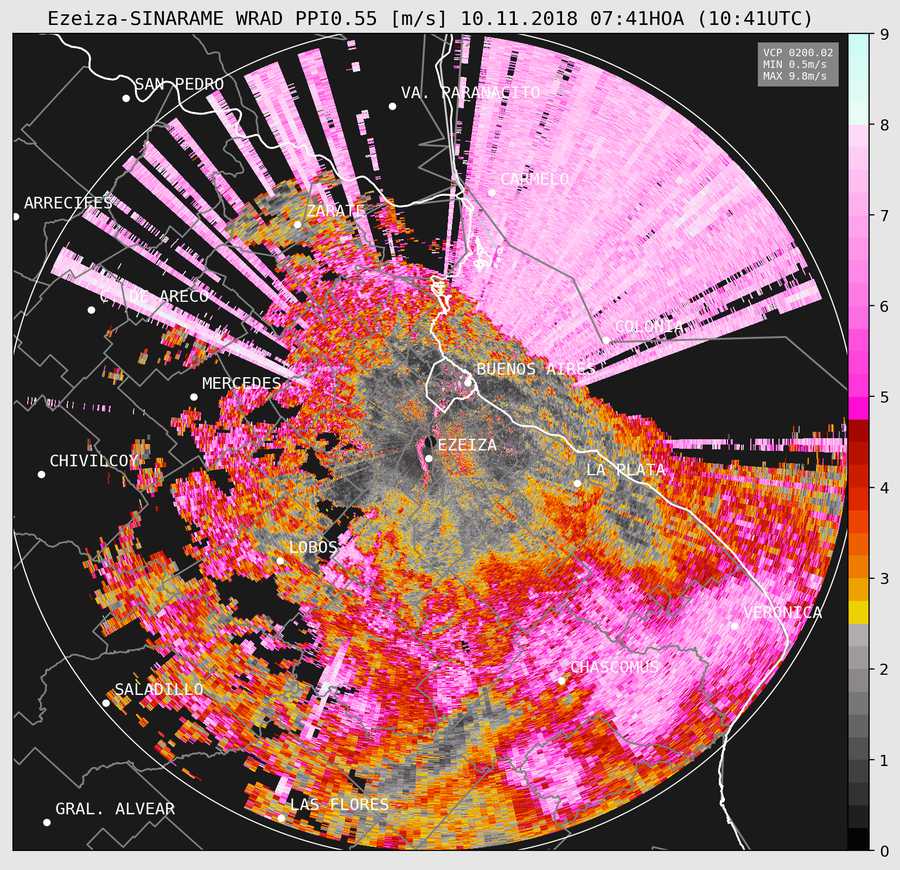 Ezeiza-SINARAME WRAD PPI0.55 [m/s] 10.11.2018 07:41HOA (10:41UTC)
VCP 0200.02
MIN 0.5m/s
MAX 9.8m/s
9
SAN PEDRO
VA. PARANACITO
8
CARMELO
ARRECIFES
ZARATE
7
C. DE ARECO
6
COLONIA
BUENOS AIRES
MERCEDES
5
EZEIZA
CHIVILCOY
LA PLATA
4
LOBOS
3
VERONICA
CHASCOMUS
2
SALADILLO
1
LAS FLORES
GRAL. ALVEAR
0